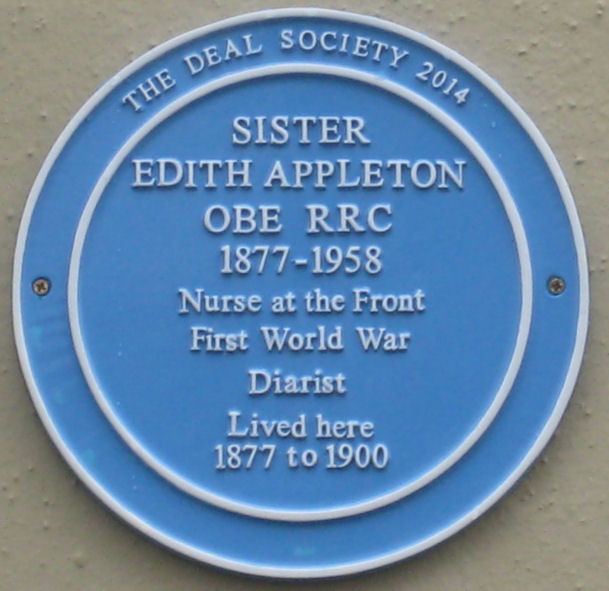 THE DEAL SOCIETY 2014
SISTER
EDITH APPLETON
OBE RRC
1877-1958
Nurse at the Front
First World War
Diarist
Lived here
1877 to 1900